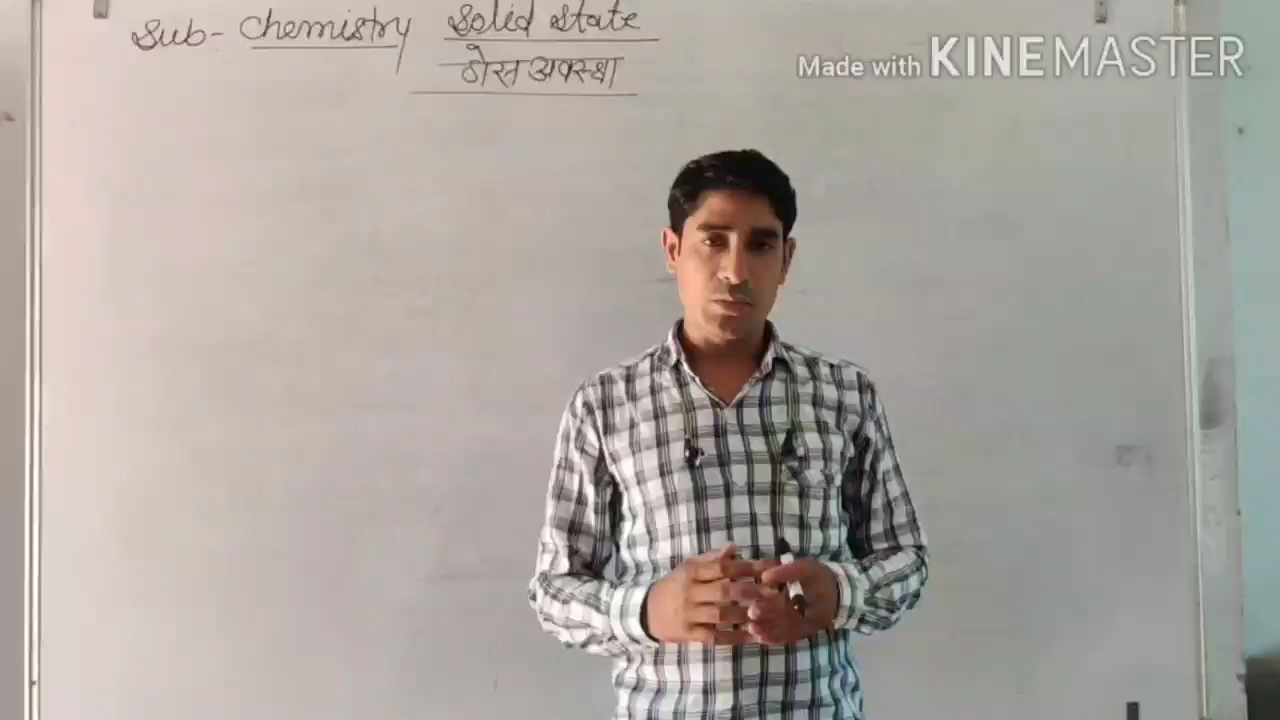 Sub- Chemistry Solid State
ठोस अवस्था
Made with KINEMASTER